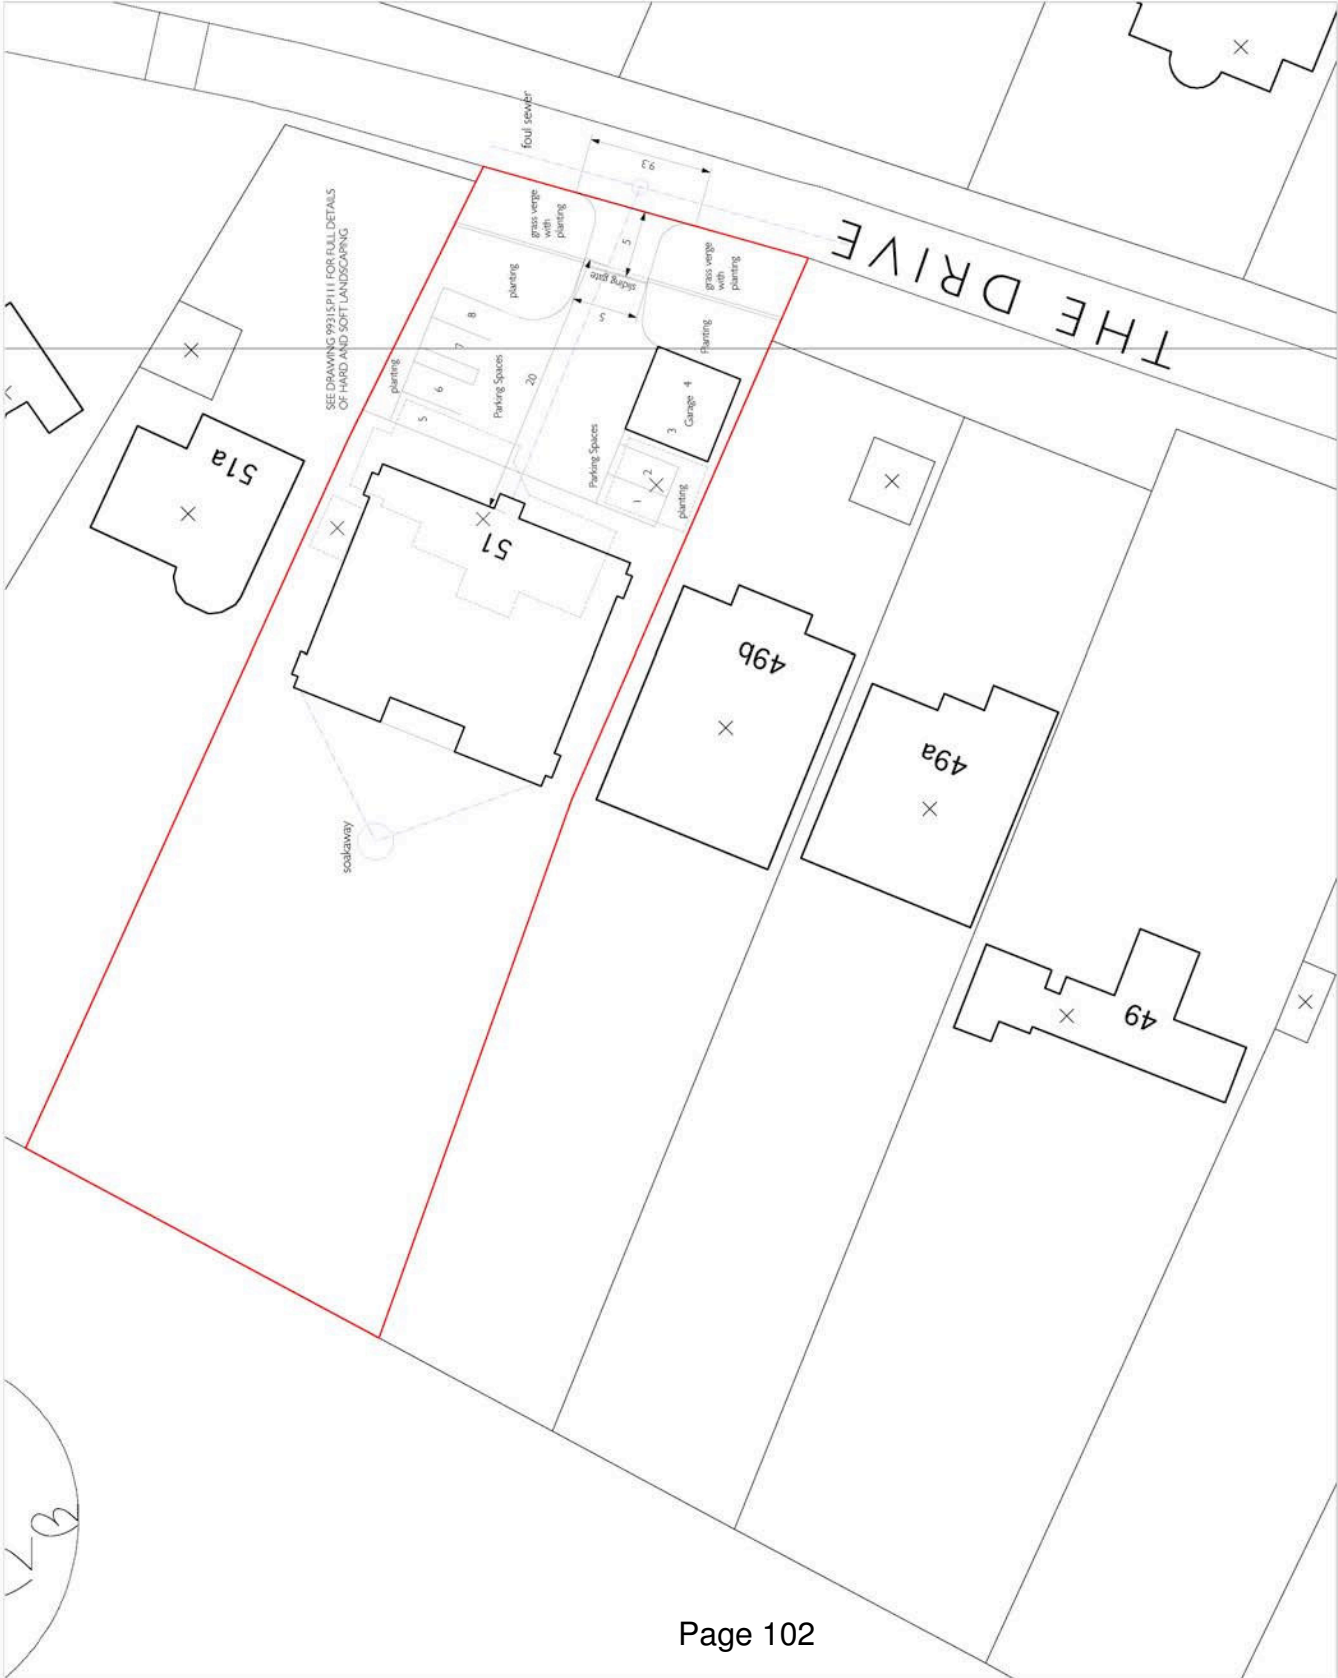 foul sewer
9.3
SEE DRAWING 99315.P111 FOR FULL DETAILS
OF HARD AND SOFT LANDSCAPING
grass verge
with
planting
5
sliding gate
grass verge
with
planting
THE DRIVE
planting
5
Planting
8
7
6
5
planting
Parking Spaces
20
4
Garage
3
Parking Spaces
2
1
planting
51a
51
49b
49a
49
soakaway
Page 102